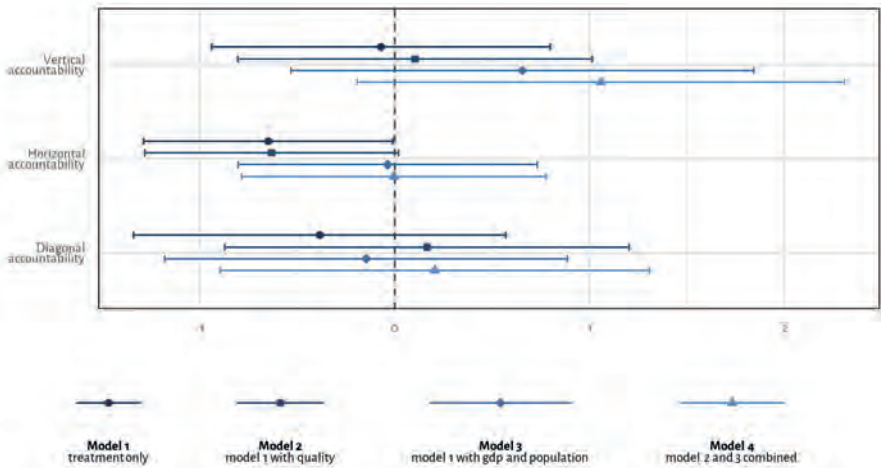 Vertical
accountability
Horizontal
accountability
Diagonal
accountability
-1
0
1
2
Model 1
treatment only
Model 2
model 1 with quality
Model 3
model 1 with gdp and population
Model 4
model 2 and 3 combined